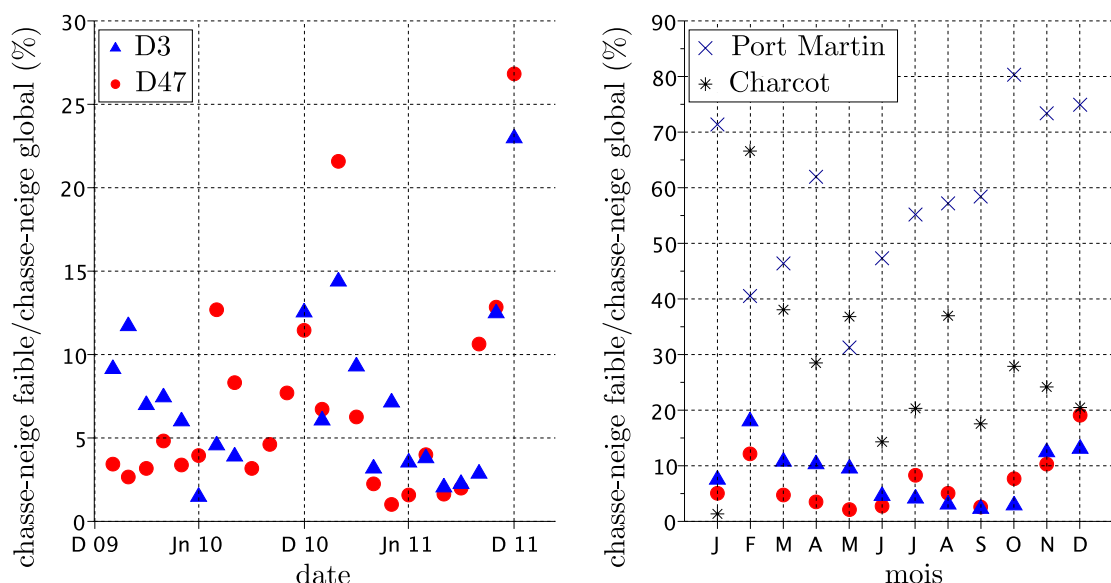 chasse-neige faible/chasse-neige global (%)
30
25
20
15
10
5
0
D3
D47
D 09
Jn 10
D 10
Jn 11
D 11
date
chasse-neige faible/chasse-neige global (%)
90
80
70
60
50
40
30
20
10
0
Port Martin
Charcot
J
F
M
A
M
J
J
A
S
O
N
D
mois